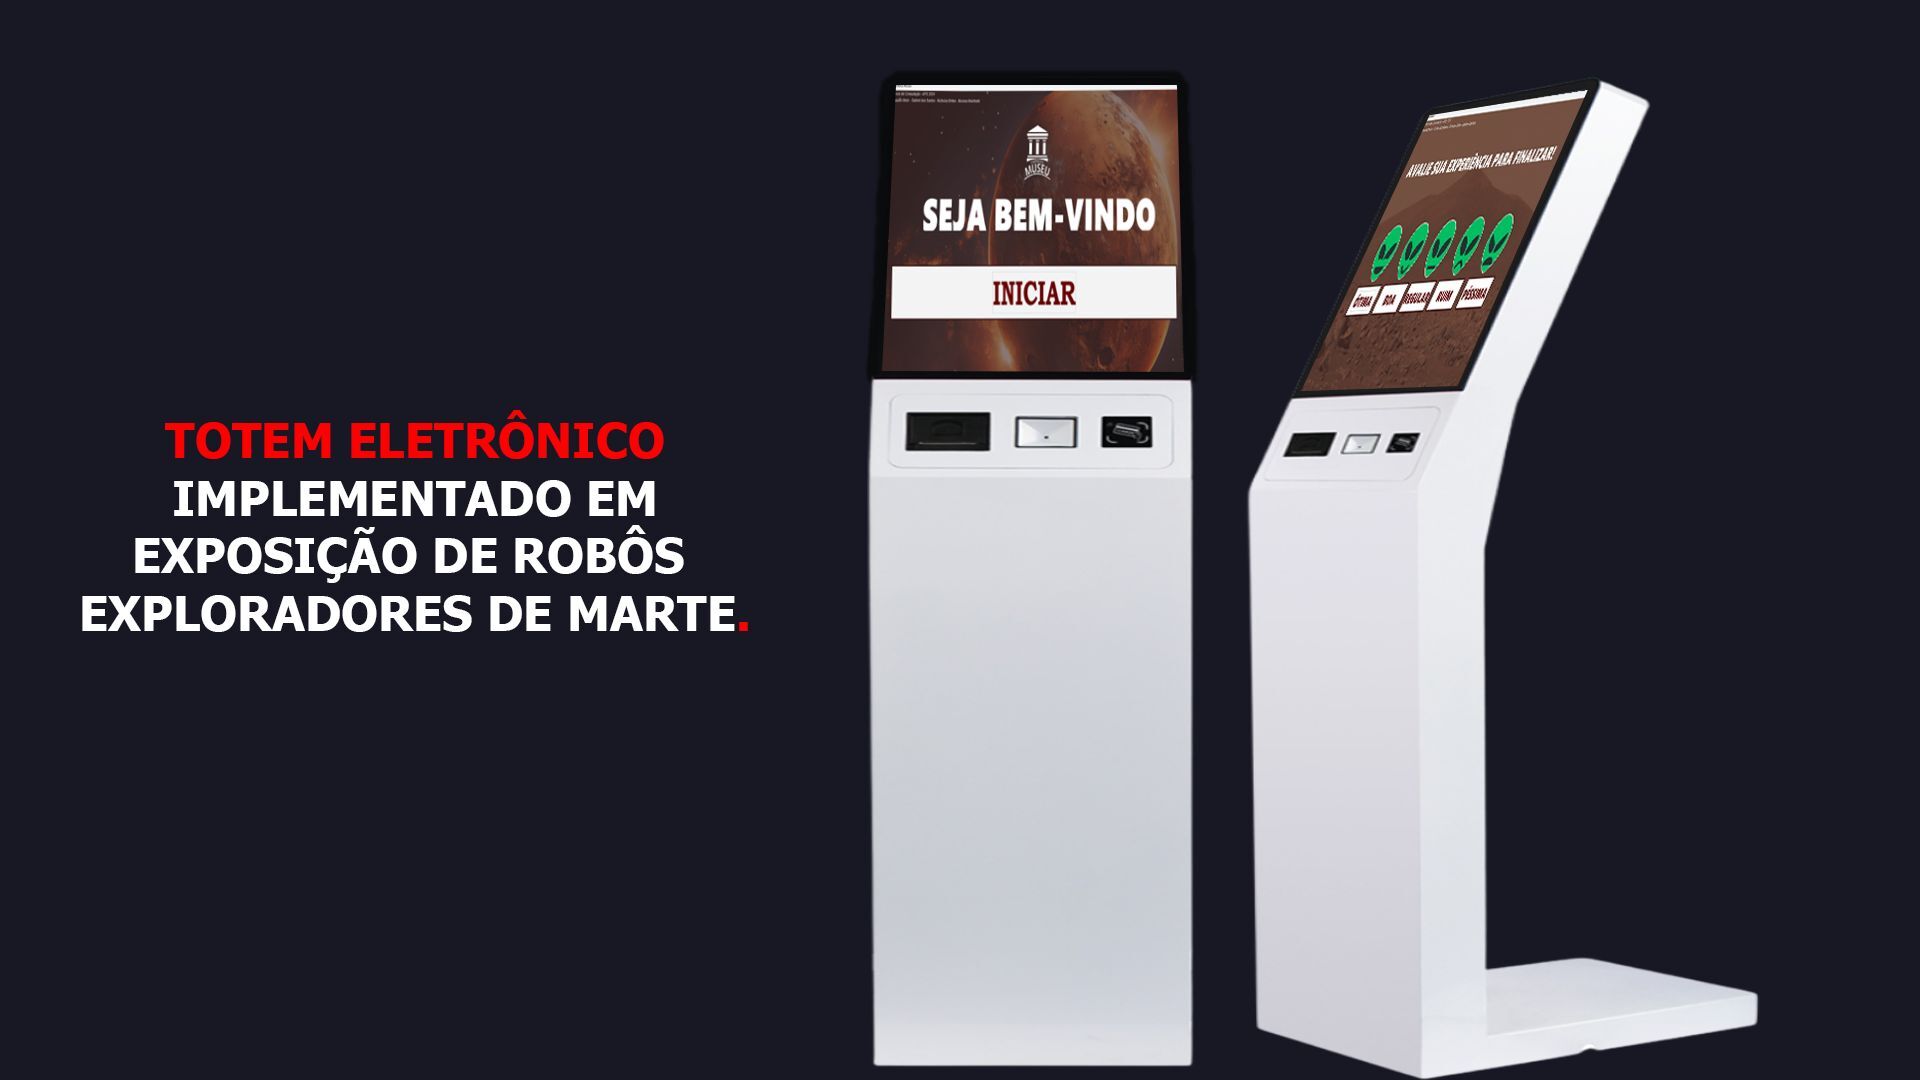 TOTEM ELETRÔNICO
IMPLEMENTADO EM
EXPOSIÇÃO DE ROBÔS
EXPLORADORES DE MARTE.
MUSEU
SEJA BEM-VINDO
INICIAR
AVALIE SUA EXPERIÊNCIA PARA FINALIZAR!
ÓTIMA BOA REGULAR RUIM PÉSSIMA